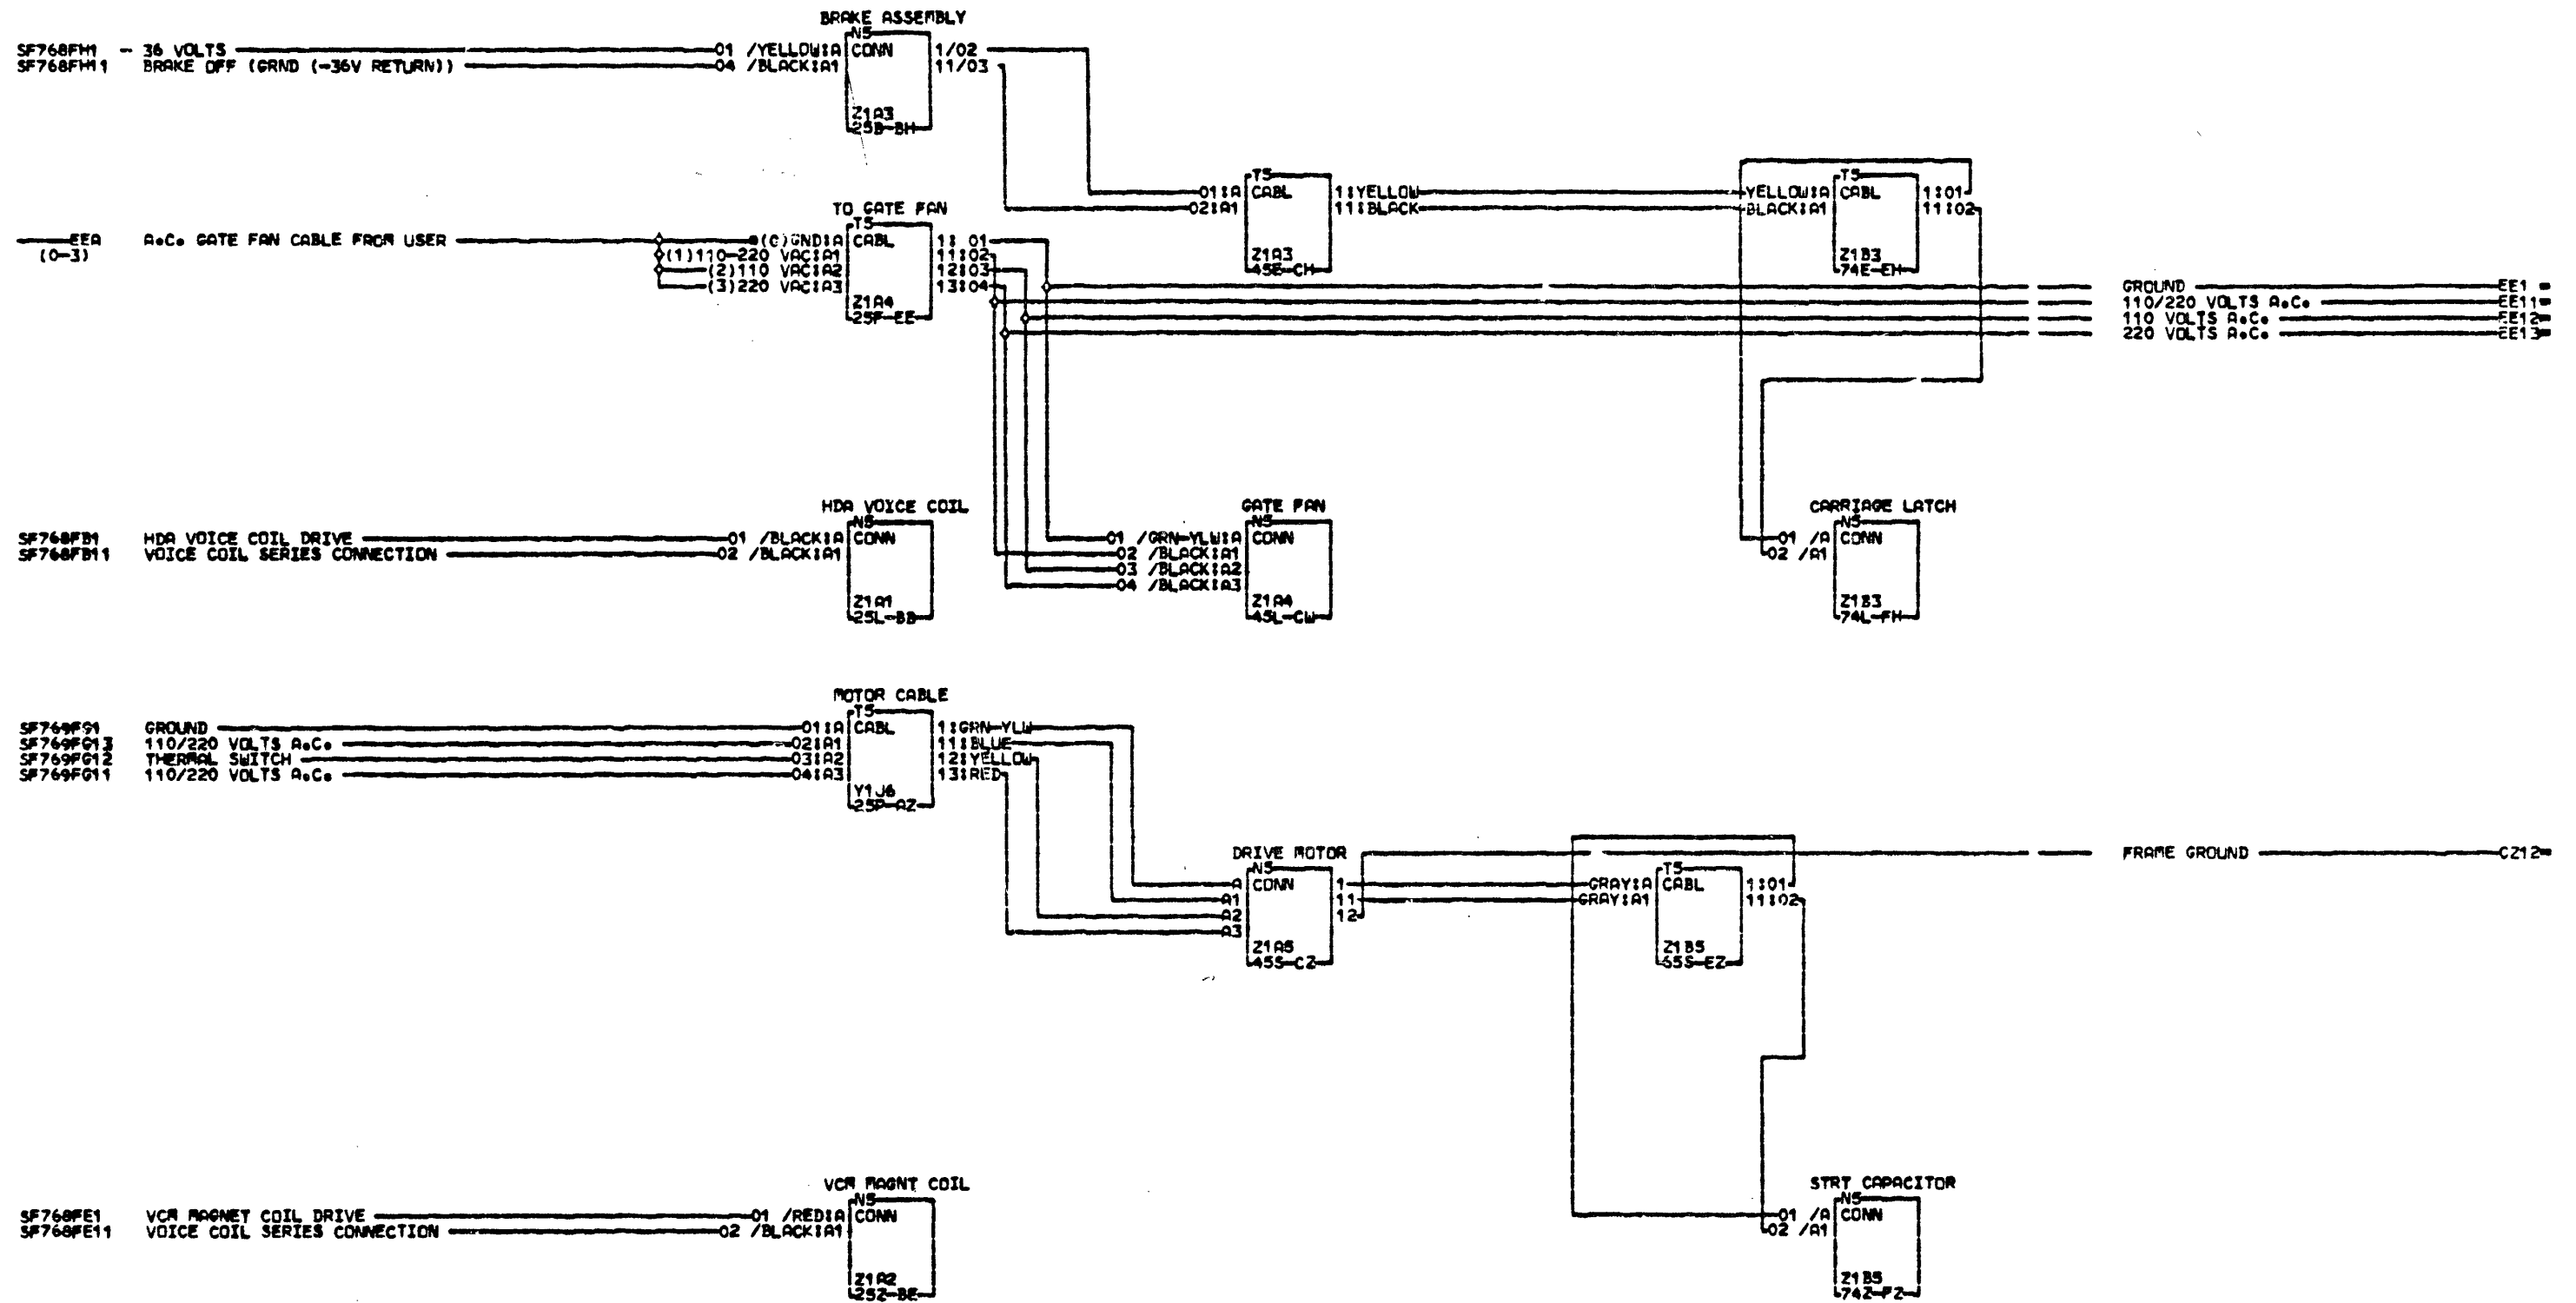 BRAKE ASSEMBLY
N5
SF768FH1 - 36 VOLTS 01 /YELLOW:A CONN 1/02
SF768FH11 BRAKE OFF (GRND (-36V RETURN)) 04 /BLACK:A1 11/03
Z1A3
25B-BH
T5 T5
01:A CABL 1:YELLOW YELLOW:A CABL 1:01
02:A1 11:BLACK BLACK:A1 11:02
Z1A3 Z1B3
45E-CH 74E-EH
TO GATE FAN
T5
EEA A.C. GATE FAN CABLE FROM USER (0)GND:A CABL 1: 01
(0-3) (1)110-220 VAC:A1 11:02
(2)110 VAC:A2 12:03
(3)220 VAC:A3 13:04
Z1A4
25F-EE
GROUND EE1
110/220 VOLTS A.C. EE11
110 VOLTS A.C. EE12
220 VOLTS A.C. EE13
HDA VOICE COIL GATE FAN CARRIAGE LATCH
N5 N5 N5
SF768FB1 HDA VOICE COIL DRIVE 01 /BLACK:A CONN 01 /GRN-YLW:A CONN 01 /A CONN
SF768FB11 VOICE COIL SERIES CONNECTION 02 /BLACK:A1 02 /BLACK:A1 02 /A1
03 /BLACK:A2
04 /BLACK:A3
Z1A1 Z1A4 Z1B3
25L-BB 45L-CW 74L-FH
MOTOR CABLE
T5
SF769FG1 GROUND 01:A CABL 1:GRN-YLW
SF769FG13 110/220 VOLTS A.C. 02:A1 11:BLUE
SF769FG12 THERMAL SWITCH 03:A2 12:YELLOW
SF769FG11 110/220 VOLTS A.C. 04:A3 13:RED
Y1J6
25P-AZ
DRIVE MOTOR FRAME GROUND CZ12
N5 T5
A CONN 1 GRAY:A CABL 1:01
A1 11 GRAY:A1 11:02
A2 12
A3
Z1A5 Z1B5
45S-CZ 65S-EZ
VCM MAGNT COIL STRT CAPACITOR
N5 N5
SF768FE1 VCM MAGNET COIL DRIVE 01 /RED:A CONN 01 /A CONN
SF768FE11 VOICE COIL SERIES CONNECTION 02 /BLACK:A1 02 /A1
Z1A2 Z1B5
25Z-BE 74Z-FZ